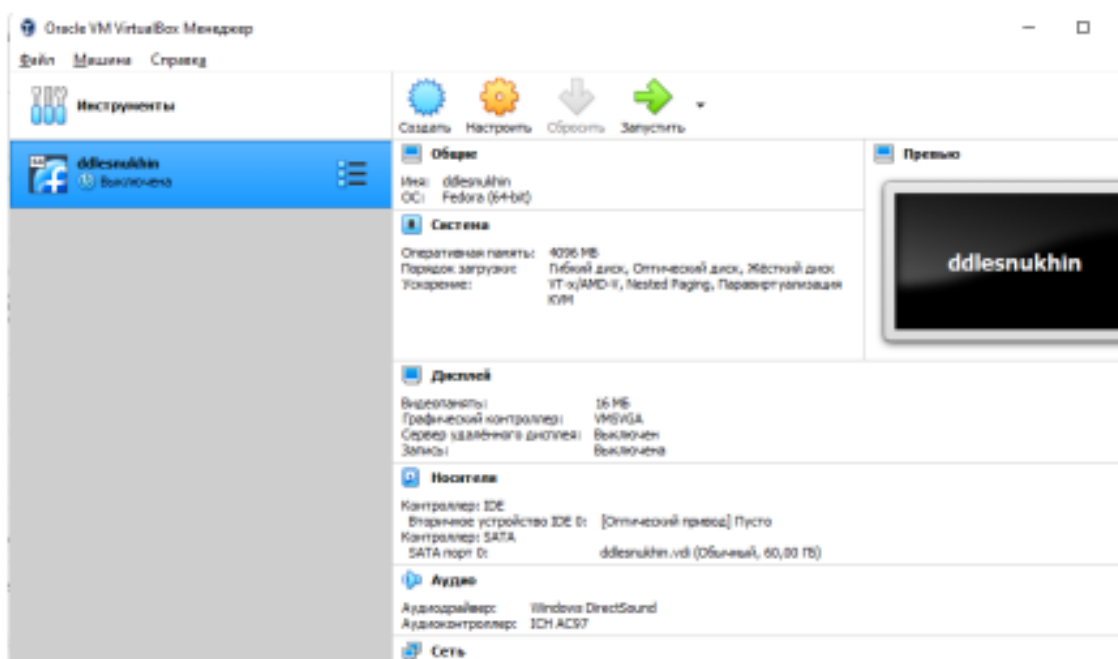 Oracle VM VirtualBox Менеджер
Файл Машина Справка
Инструменты
Создать Настроить Сбросить Запустить
ddlesnukhin
Выключена
Общие
Имя: ddlesnukhin
ОС: Fedora (64-bit)
Превью
ddlesnukhin
Система
Оперативная память: 4096 МБ
Порядок загрузки: Гибкий диск, Оптический диск, Жёсткий диск
Ускорение: VT-x/AMD-V, Nested Paging, Паравиртуализация
KVM
Дисплей
Видеопамять: 16 МБ
Графический контроллер: VMSVGA
Сервер удалённого дисплея: Выключен
Запись: Выключена
Носители
Контроллер: IDE
Вторичное устройство IDE 0: [Оптический привод] Пусто
Контроллер: SATA
SATA порт 0: ddlesnukhin.vdi (Обычный, 60,00 ГБ)
Аудио
Аудиодрайвер: Windows DirectSound
Аудиоконтроллер: ICH AC97
Сеть